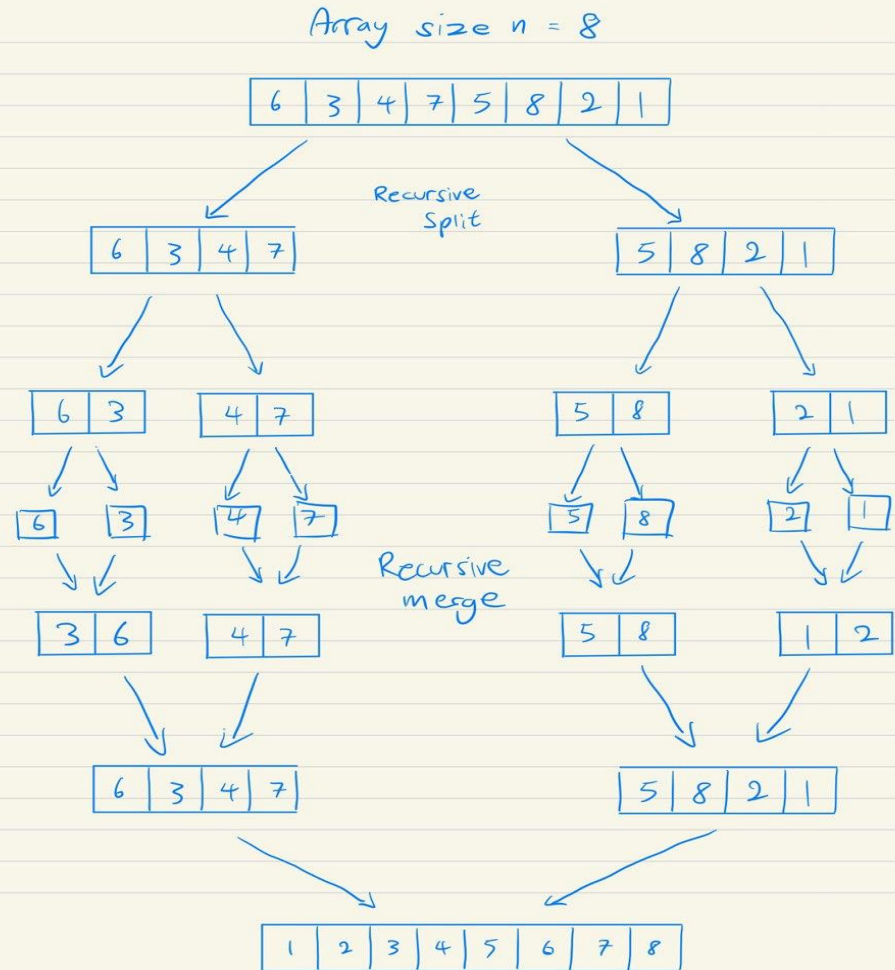 Array size n = 8
6 3 4 7 5 8 2 1
Recursive
Split
6 3 4 7
5 8 2 1
6 3
4 7
5 8
2 1
6
3
4
7
5
8
2
1
Recursive
merge
3 6
4 7
5 8
1 2
6 3 4 7
5 8 2 1
1 2 3 4 5 6 7 8